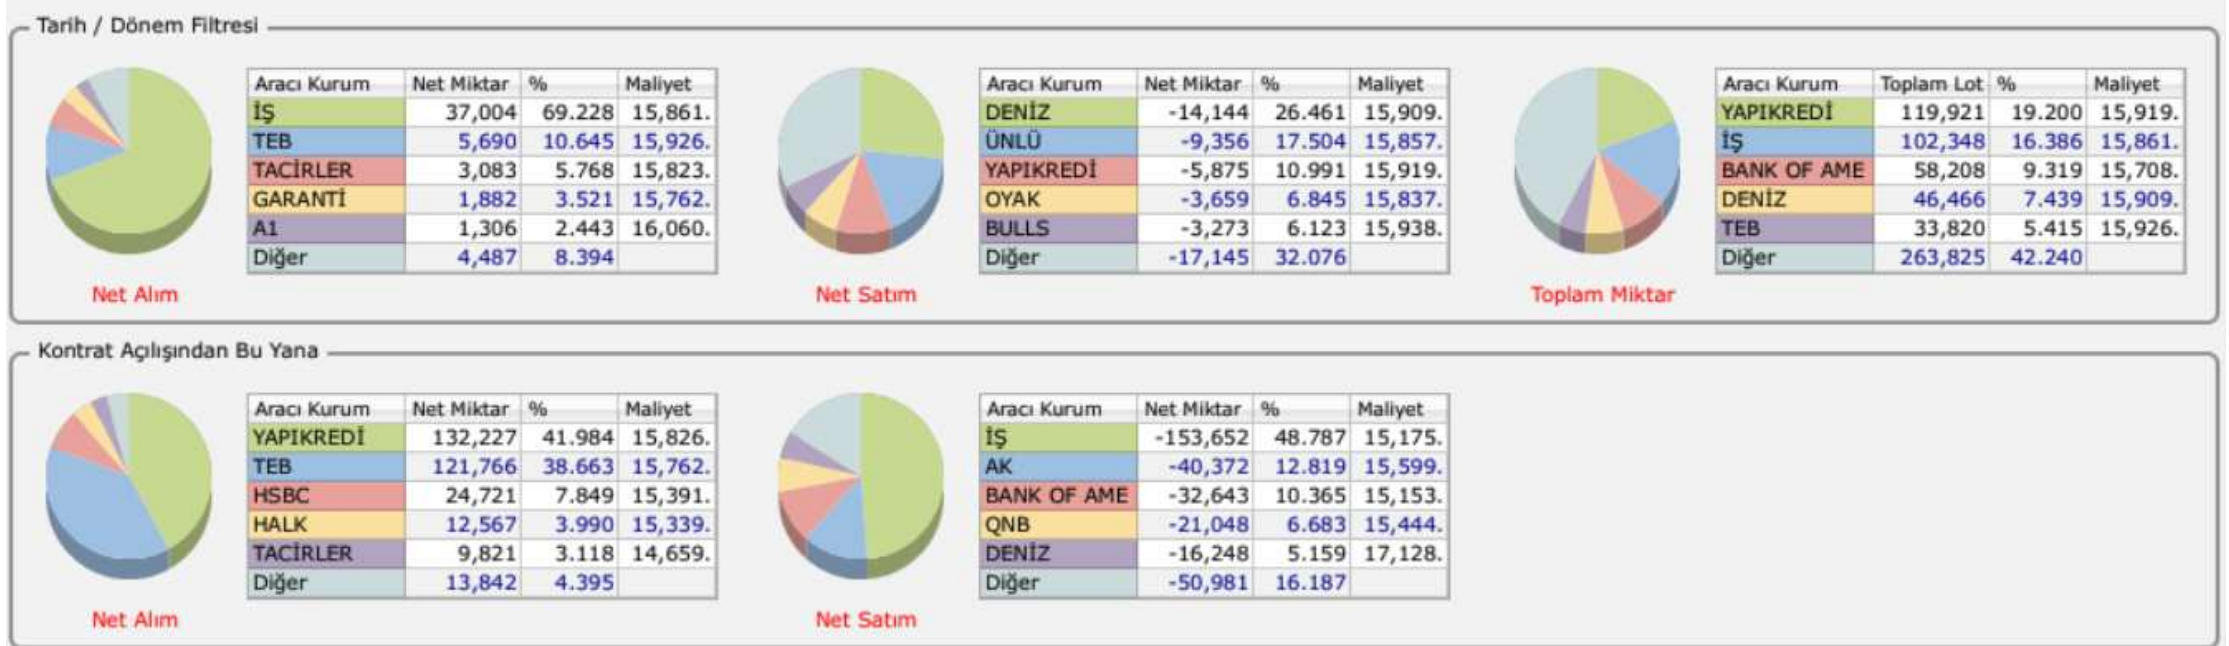 Tarih / Dönem Filtresi
Aracı Kurum Net Miktar % Maliyet
İŞ 37,004 69.228 15,861.
TEB 5,690 10.645 15,926.
TACİRLER 3,083 5.768 15,823.
GARANTİ 1,882 3.521 15,762.
A1 1,306 2.443 16,060.
Diğer 4,487 8.394
Net Alım
Aracı Kurum Net Miktar % Maliyet
DENİZ -14,144 26.461 15,909.
ÜNLÜ -9,356 17.504 15,857.
YAPIKREDİ -5,875 10.991 15,919.
OYAK -3,659 6.845 15,837.
BULLS -3,273 6.123 15,938.
Diğer -17,145 32.076
Net Satım
Aracı Kurum Toplam Lot % Maliyet
YAPIKREDİ 119,921 19.200 15,919.
İŞ 102,348 16.386 15,861.
BANK OF AME 58,208 9.319 15,708.
DENİZ 46,466 7.439 15,909.
TEB 33,820 5.415 15,926.
Diğer 263,825 42.240
Toplam Miktar
Kontrat Açılışından Bu Yana
Aracı Kurum Net Miktar % Maliyet
YAPIKREDİ 132,227 41.984 15,826.
TEB 121,766 38.663 15,762.
HSBC 24,721 7.849 15,391.
HALK 12,567 3.990 15,339.
TACİRLER 9,821 3.118 14,659.
Diğer 13,842 4.395
Net Alım
Aracı Kurum Net Miktar % Maliyet
İŞ -153,652 48.787 15,175.
AK -40,372 12.819 15,599.
BANK OF AME -32,643 10.365 15,153.
QNB -21,048 6.683 15,444.
DENİZ -16,248 5.159 17,128.
Diğer -50,981 16.187
Net Satım